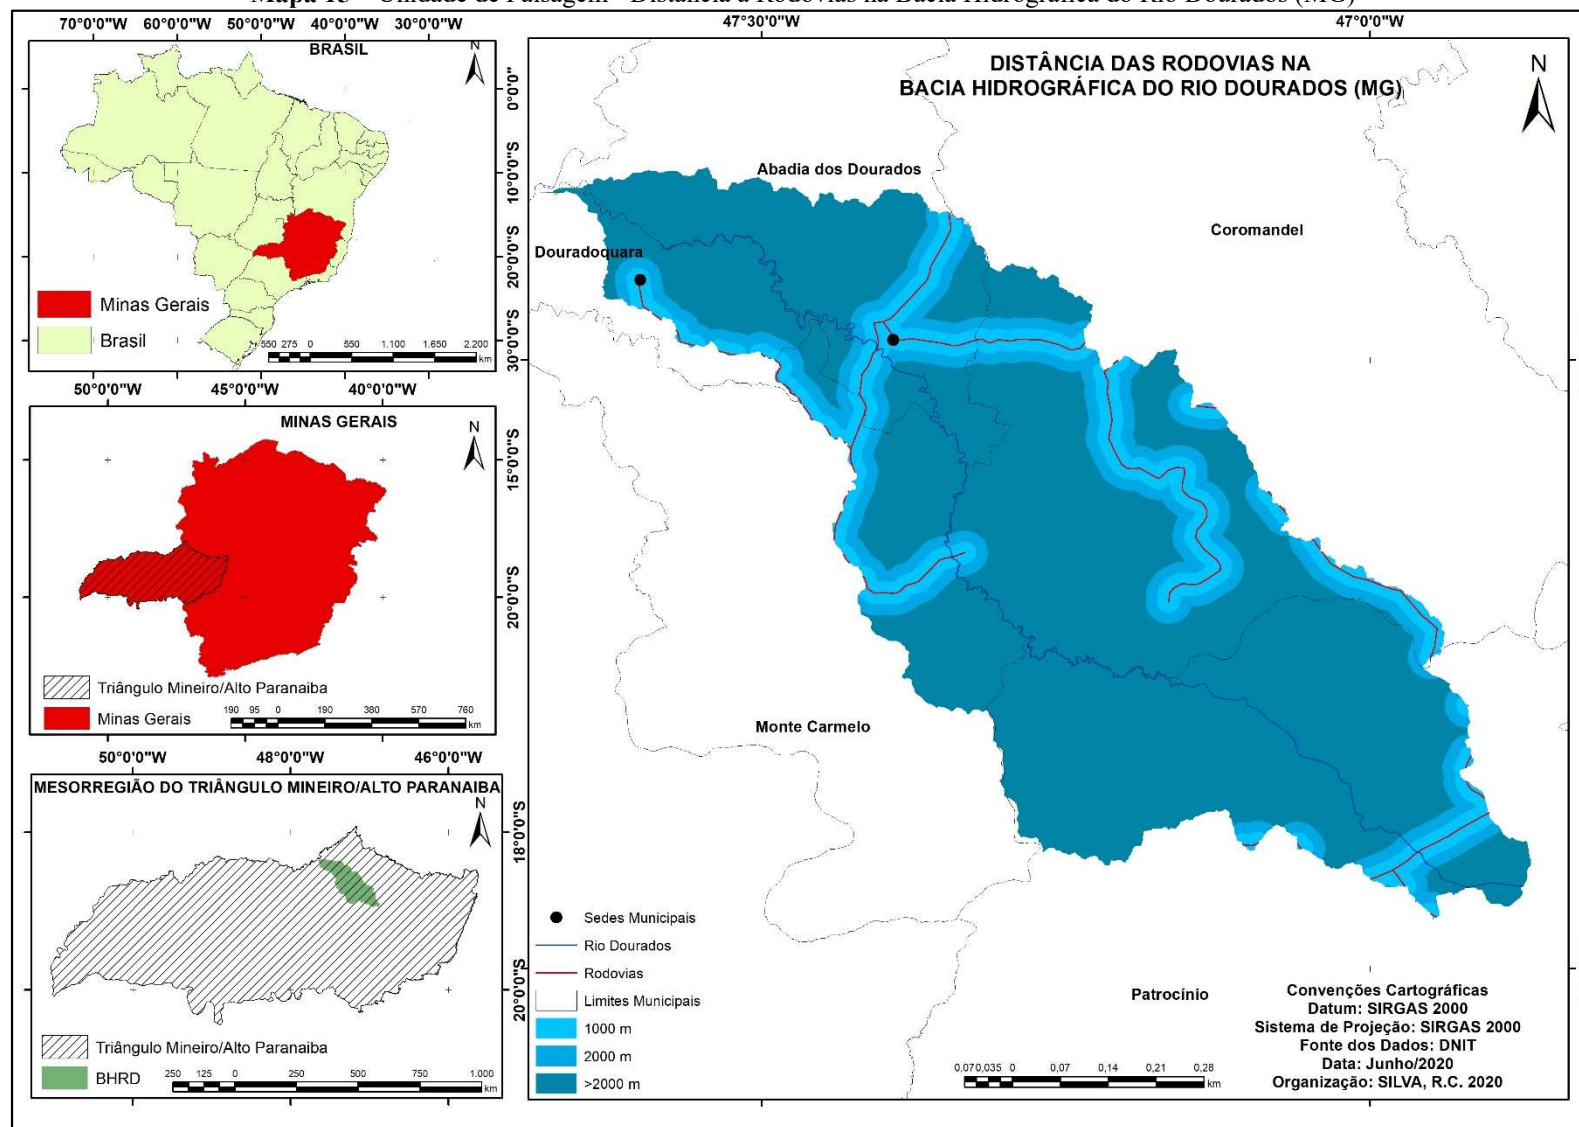 Mapa 15 – Unidade de Paisagem - Distância a Rodovias na Bacia Hidrográfica do Rio Dourados (MG)
70°0'0"W 60°0'0"W 50°0'0"W 40°0'0"W 30°0'0"W
BRASIL
N
0°0'0"
10°0'0"S
20°0'0"S
30°0'0"S
Minas Gerais
Brasil
550 275 0 550 1.100 1.650 2.200
km
50°0'0"W 45°0'0"W 40°0'0"W
MINAS GERAIS
N
15°0'0"S
20°0'0"S
Triângulo Mineiro/Alto Paranaiba
Minas Gerais
190 95 0 190 380 570 760
km
50°0'0"W 48°0'0"W 46°0'0"W
MESORREGIÃO DO TRIÂNGULO MINEIRO/ALTO PARANAIBA
N
18°0'0"S
20°0'0"S
Triângulo Mineiro/Alto Paranaiba
BHRD
250 125 0 250 500 750 1.000
km
47°30'0"W 47°0'0"W
DISTÂNCIA DAS RODOVIAS NA
BACIA HIDROGRÁFICA DO RIO DOURADOS (MG)
N
Abadia dos Dourados
Coromandel
Douradoquara
Monte Carmelo
Patrocínio
Sedes Municipais
Rio Dourados
Rodovias
Limites Municipais
1000 m
2000 m
>2000 m
0,070,035 0 0,07 0,14 0,21 0,28
km
Convenções Cartográficas
Datum: SIRGAS 2000
Sistema de Projeção: SIRGAS 2000
Fonte dos Dados: DNIT
Data: Junho/2020
Organização: SILVA, R.C. 2020